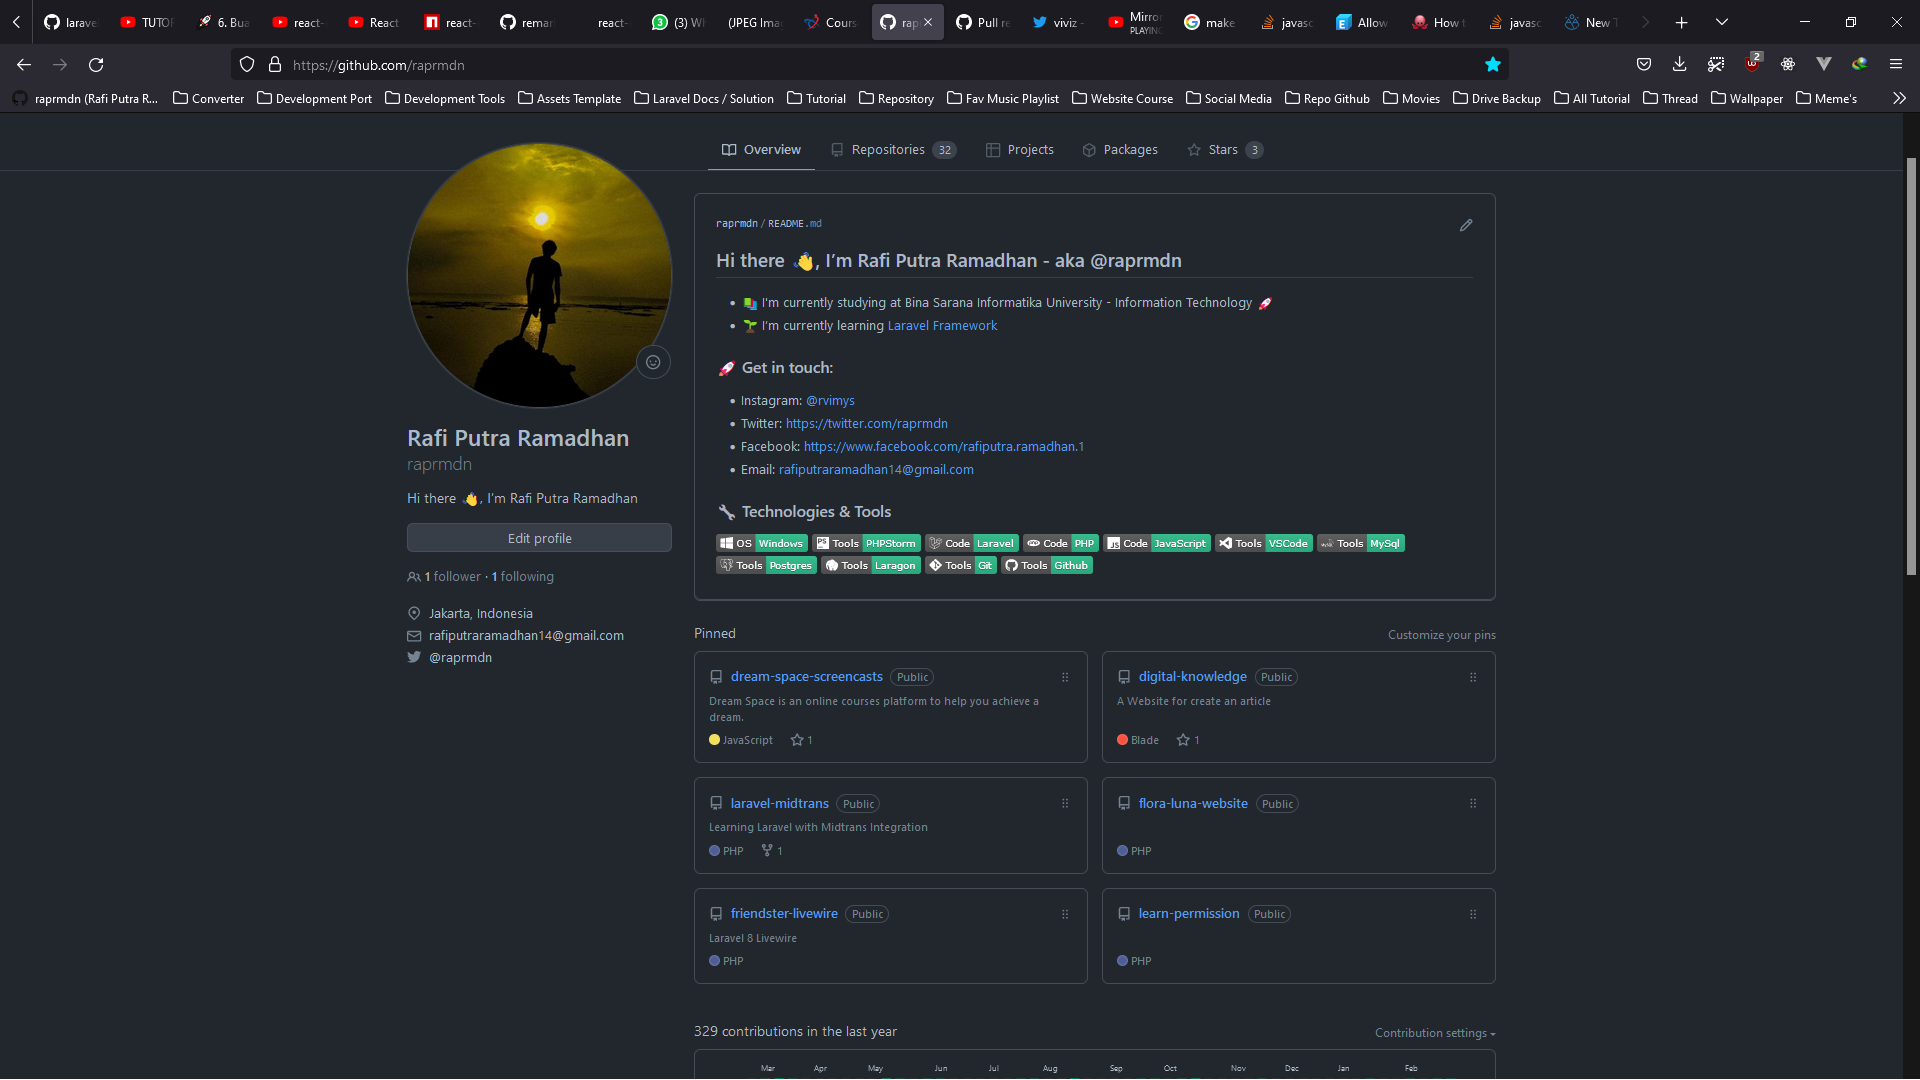 larave
TUTOR
6. Bua
react-
React
react-
remar
react-
(3) Wh
(JPEG Ima
Cours
rap
Pull re
viviz -
Mirror
PLAYING
make
javasc
Allow
How t
javasc
New T
https://github.com/raprmdn
2
raprmdn (Rafi Putra R...
Converter
Development Port
Development Tools
Assets Template
Laravel Docs / Solution
Tutorial
Repository
Fav Music Playlist
Website Course
Social Media
Repo Github
Movies
Drive Backup
All Tutorial
Thread
Wallpaper
Meme's
Overview
Repositories 32
Projects
Packages
Stars 3
Rafi Putra Ramadhan
raprmdn
Hi there 👋, I'm Rafi Putra Ramadhan
Edit profile
1 follower · 1 following
Jakarta, Indonesia
rafiputraramadhan14@gmail.com
@raprmdn
raprmdn / README.md
Hi there 👋, I'm Rafi Putra Ramadhan - aka @raprmdn
• 📚 I'm currently studying at Bina Sarana Informatika University - Information Technology 🚀
• 🌱 I'm currently learning Laravel Framework
🚀 Get in touch:
• Instagram: @rvimys
• Twitter: https://twitter.com/raprmdn
• Facebook: https://www.facebook.com/rafiputra.ramadhan.1
• Email: rafiputraramadhan14@gmail.com
🔧 Technologies & Tools
OS Windows Tools PHPStorm Code Laravel Code PHP Code JavaScript Tools VSCode Tools MySql
Tools Postgres Tools Laragon Tools Git Tools Github
Pinned
Customize your pins
dream-space-screencasts Public
Dream Space is an online courses platform to help you achieve a
dream.
JavaScript 1
digital-knowledge Public
A Website for create an article
Blade 1
laravel-midtrans Public
Learning Laravel with Midtrans Integration
PHP 1
flora-luna-website Public
PHP
friendster-livewire Public
Laravel 8 Livewire
PHP
learn-permission Public
PHP
329 contributions in the last year
Contribution settings
Mar Apr May Jun Jul Aug Sep Oct Nov Dec Jan Feb